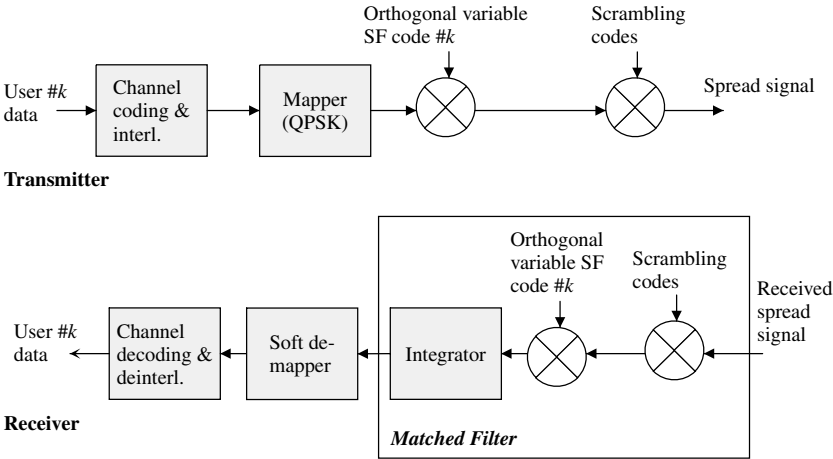 Orthogonal variable
SF code #k
Scrambling
codes
User #k
data
Channel
coding &
interl.
Mapper
(QPSK)
Spread signal
Transmitter
Orthogonal
variable SF
code #k
Scrambling
codes
Received
spread
signal
User #k
data
Channel
decoding &
deinterl.
Soft de-
mapper
Integrator
Receiver
Matched Filter